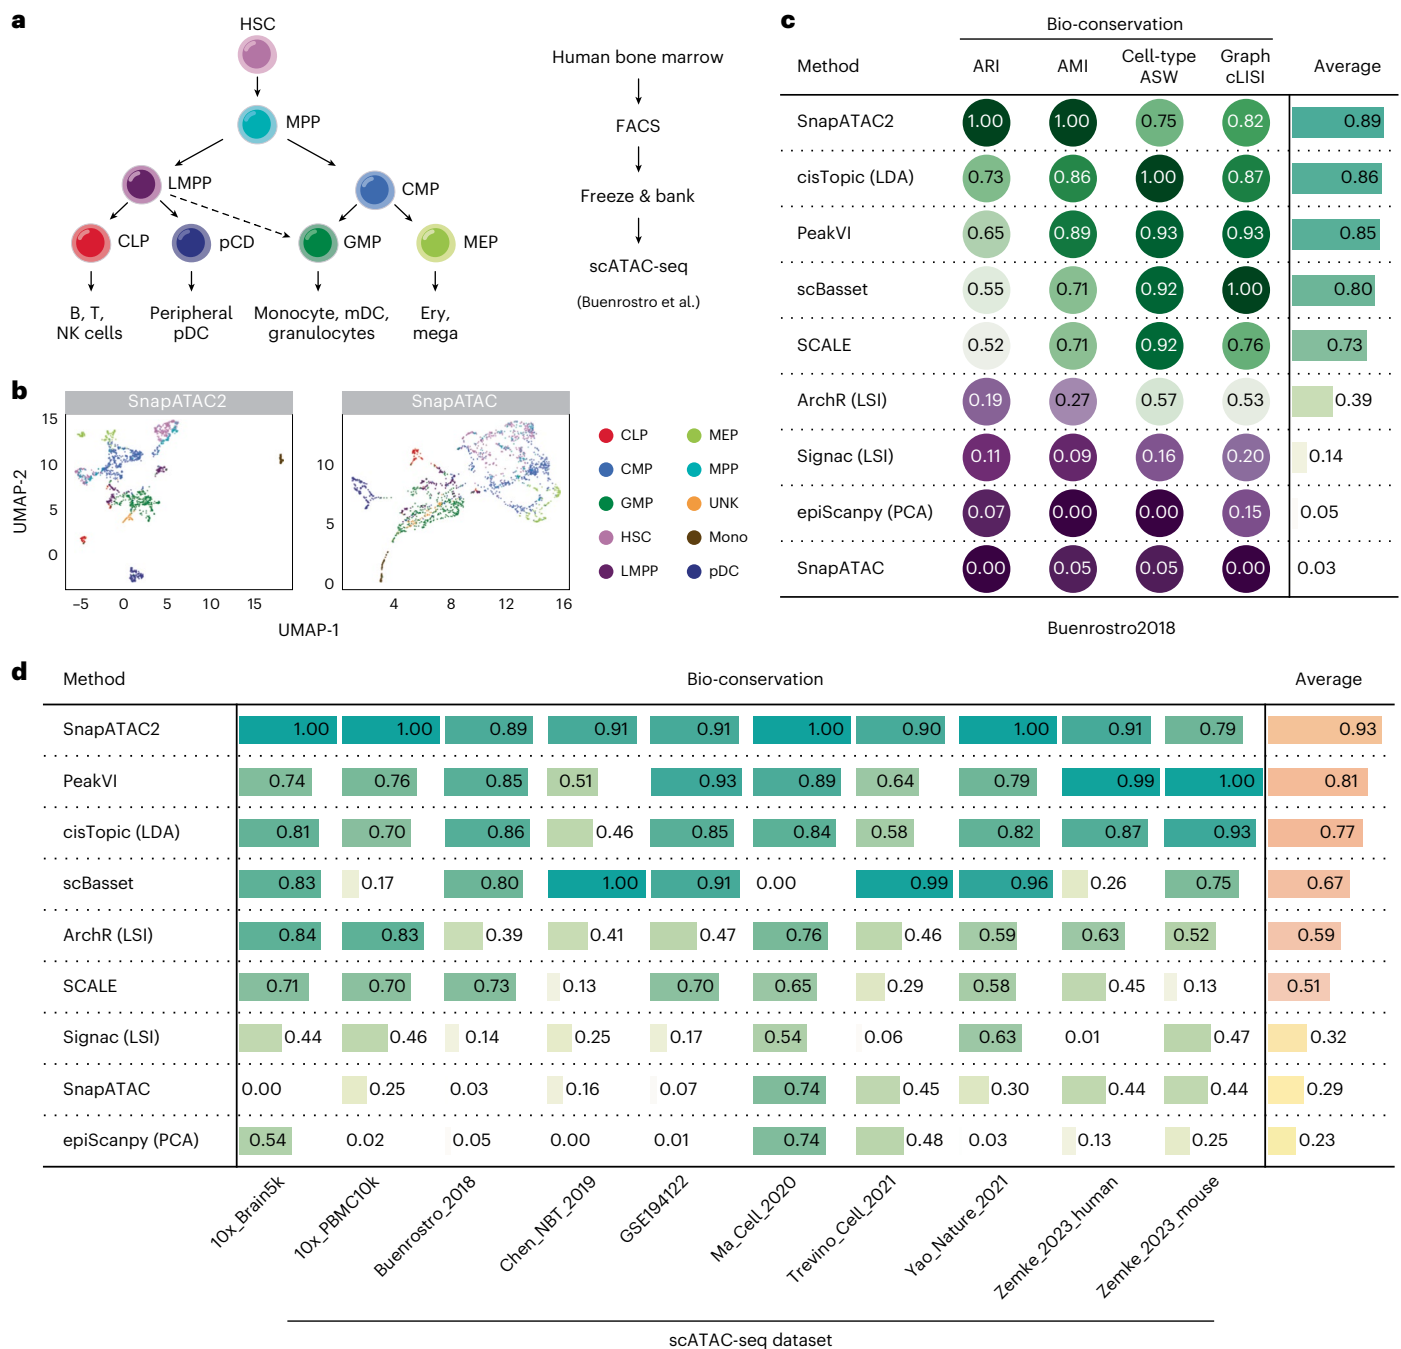 a
HSC
MPP
LMPP
CMP
CLP
pCD
GMP
MEP
B, T,
NK cells
Peripheral
pDC
Monocyte, mDC,
granulocytes
Ery,
mega
Human bone marrow
FACS
Freeze & bank
scATAC-seq
(Buenrostro et al.)
b
SnapATAC2
SnapATAC
UMAP-2
15
10
5
0
−5 0 5 10 15
10
5
0
4 8 12 16
UMAP-1
CLP MEP
CMP MPP
GMP UNK
HSC Mono
LMPP pDC
c
Bio-conservation
Method ARI AMI Cell-type ASW Graph cLISI Average
SnapATAC2 1.00 1.00 0.75 0.82 0.89
cisTopic (LDA) 0.73 0.86 1.00 0.87 0.86
PeakVI 0.65 0.89 0.93 0.93 0.85
scBasset 0.55 0.71 0.92 1.00 0.80
SCALE 0.52 0.71 0.92 0.76 0.73
ArchR (LSI) 0.19 0.27 0.57 0.53 0.39
Signac (LSI) 0.11 0.09 0.16 0.20 0.14
epiScanpy (PCA) 0.07 0.00 0.00 0.15 0.05
SnapATAC 0.00 0.05 0.05 0.00 0.03
Buenrostro2018
d
Method Bio-conservation Average
SnapATAC2 1.00 1.00 0.89 0.91 0.91 1.00 0.90 1.00 0.91 0.79 0.93
PeakVI 0.74 0.76 0.85 0.51 0.93 0.89 0.64 0.79 0.99 1.00 0.81
cisTopic (LDA) 0.81 0.70 0.86 0.46 0.85 0.84 0.58 0.82 0.87 0.93 0.77
scBasset 0.83 0.17 0.80 1.00 0.91 0.00 0.99 0.96 0.26 0.75 0.67
ArchR (LSI) 0.84 0.83 0.39 0.41 0.47 0.76 0.46 0.59 0.63 0.52 0.59
SCALE 0.71 0.70 0.73 0.13 0.70 0.65 0.29 0.58 0.45 0.13 0.51
Signac (LSI) 0.44 0.46 0.14 0.25 0.17 0.54 0.06 0.63 0.01 0.47 0.32
SnapATAC 0.00 0.25 0.03 0.16 0.07 0.74 0.45 0.30 0.44 0.44 0.29
epiScanpy (PCA) 0.54 0.02 0.05 0.00 0.01 0.74 0.48 0.03 0.13 0.25 0.23
10x_Brain5k 10x_PBMC10k Buenrostro_2018 Chen_NBT_2019 GSE194122 Ma_Cell_2020 Trevino_Cell_2021 Yao_Nature_2021 Zemke_2023_human Zemke_2023_mouse
scATAC-seq dataset